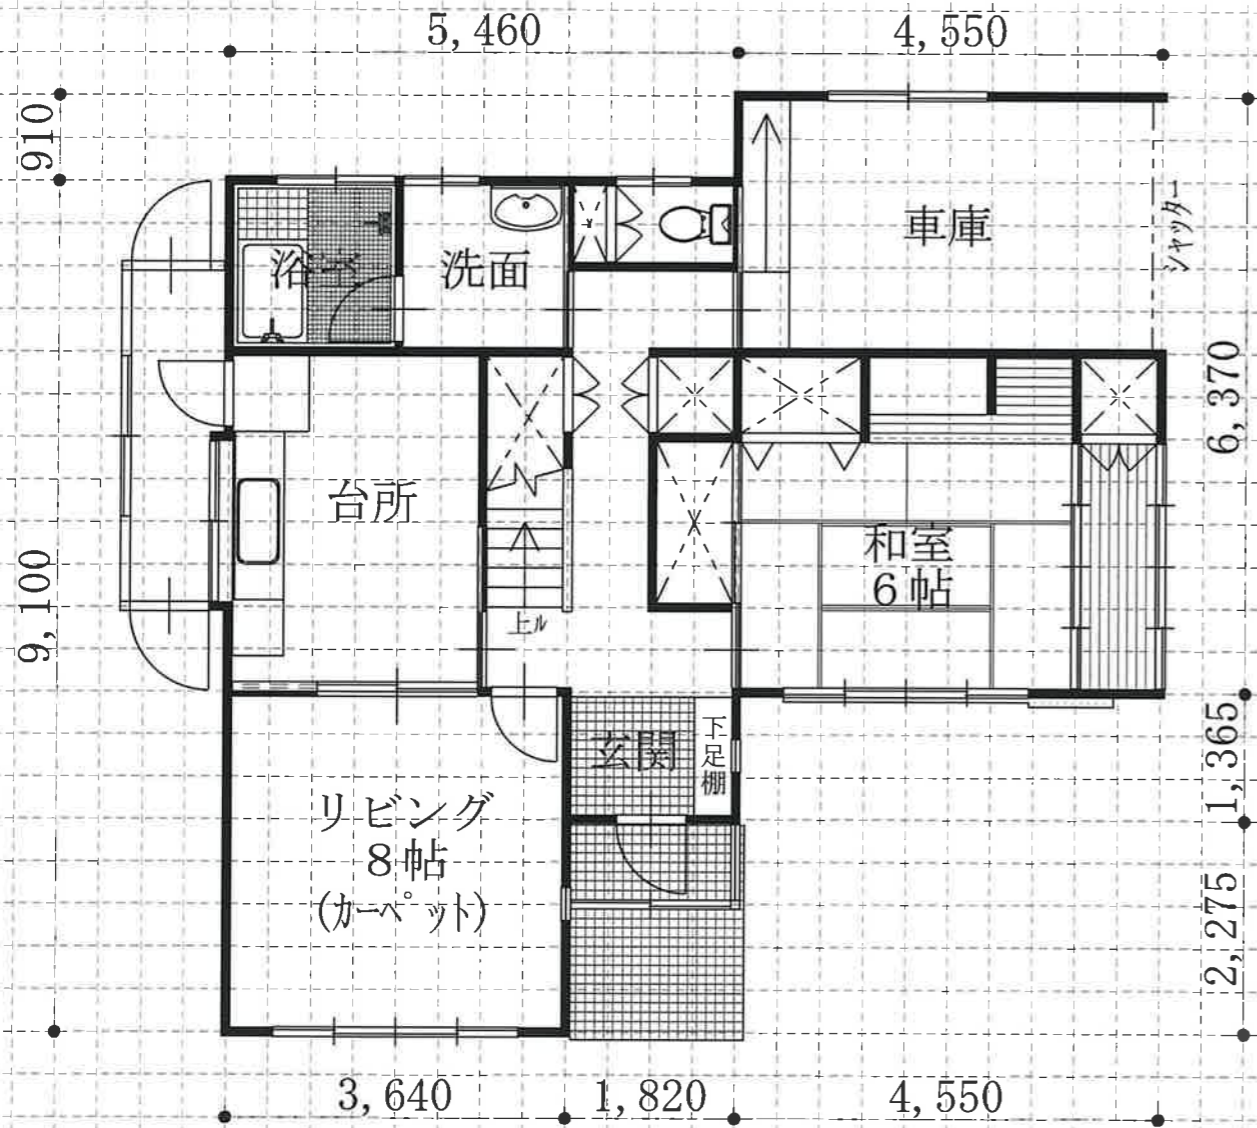 5,460
4,550
910
車庫
シャッター
浴室
洗面
6,370
台所
和室
6帖
9,100
上ル
玄関
下足棚
1,365
リビング
8帖
(カーペット)
2,275
3,640
1,820
4,550